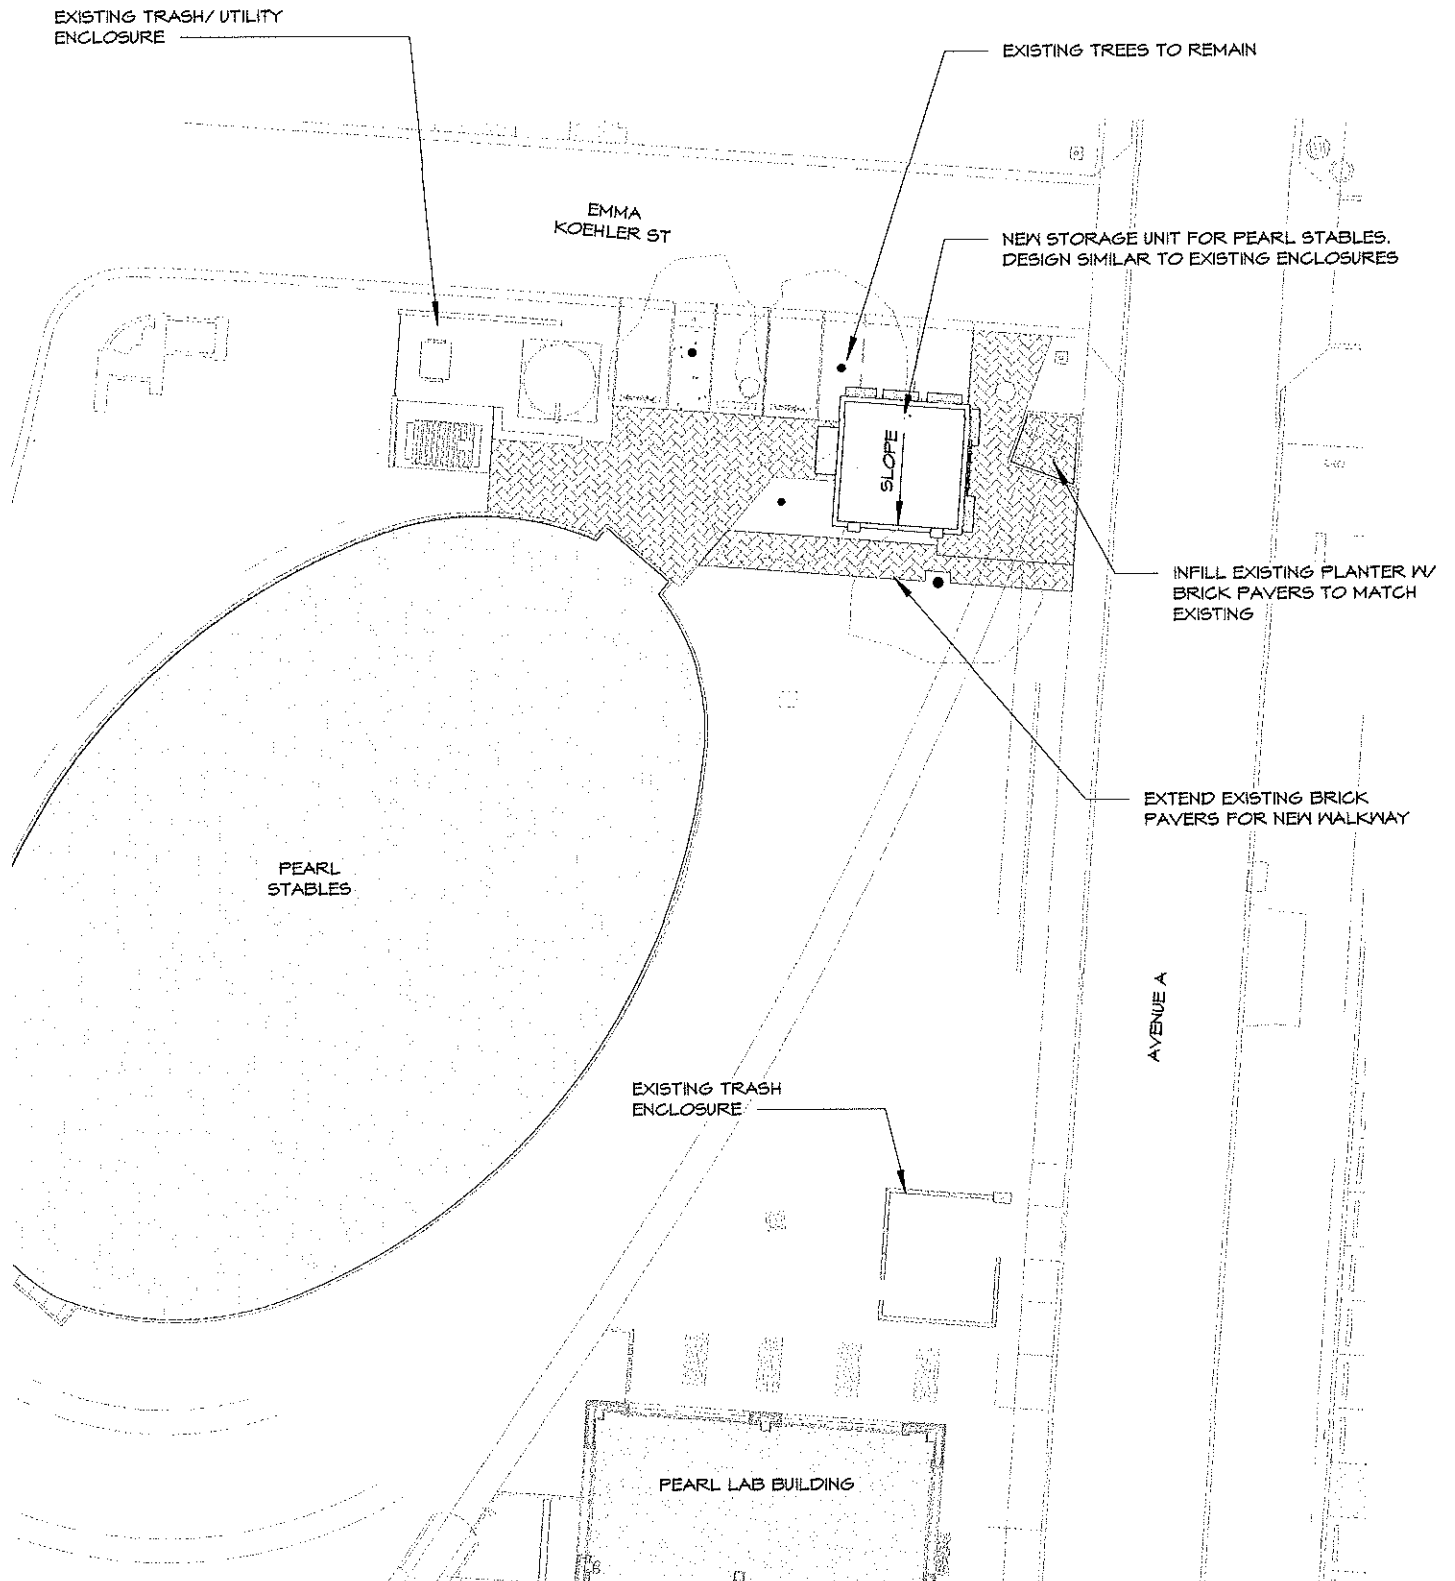 EXISTING TRASH/ UTILITY
ENCLOSURE
EXISTING TREES TO REMAIN
EMMA
KOEHLER ST
NEW STORAGE UNIT FOR PEARL STABLES.
DESIGN SIMILAR TO EXISTING ENCLOSURES
SLOPE
INFILL EXISTING PLANTER W/
BRICK PAVERS TO MATCH
EXISTING
EXTEND EXISTING BRICK
PAVERS FOR NEW WALKWAY
PEARL
STABLES
AVENUE A
EXISTING TRASH
ENCLOSURE
PEARL LAB BUILDING